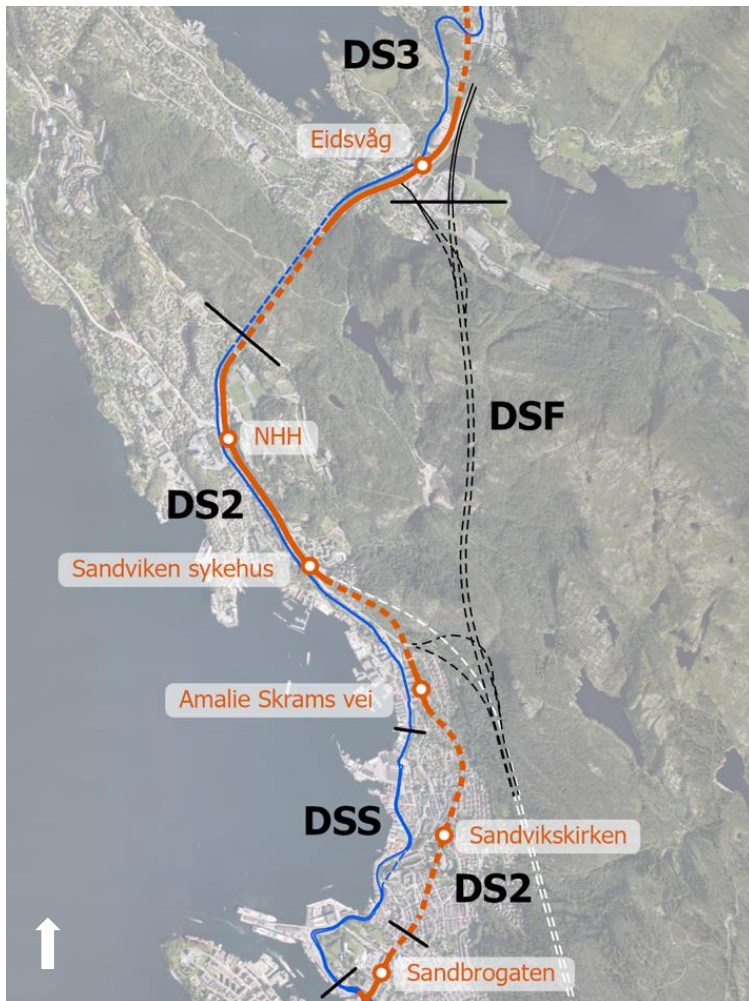 DS3
Eidsvåg
DSF
NHH
DS2
Sandviken sykehus
Amalie Skrams vei
DSS
Sandvikskirken
DS2
Sandbrogaten